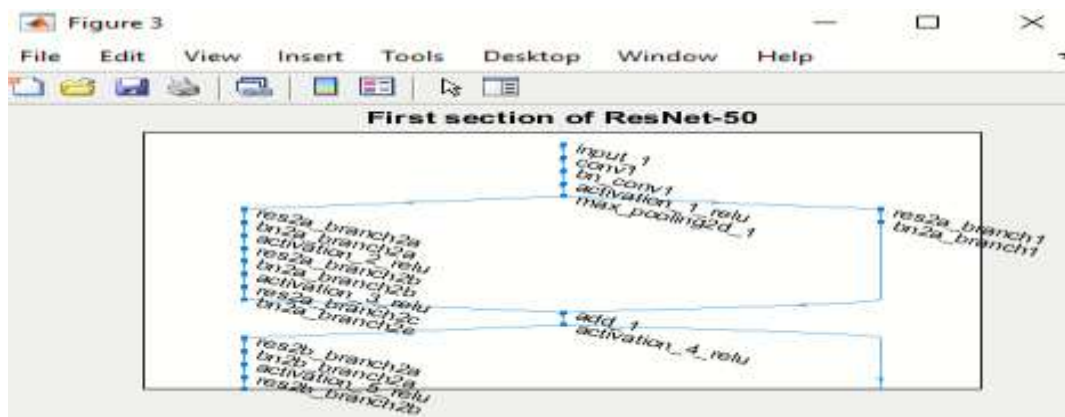 Figure 3
File Edit View Insert Tools Desktop Window Help
First section of ResNet-50
input_1
conv1
bn_conv1
activation_1_relu
max_pooling2d_1
res2a_branch2a
bn2a_branch2a
activation_2_relu
res2a_branch2b
bn2a_branch2b
activation_3_relu
res2a_branch2c
bn2a_branch2c
res2a_branch1
bn2a_branch1
add_1
activation_4_relu
res2b_branch2a
bn2b_branch2a
activation_5_relu
res2b_branch2b